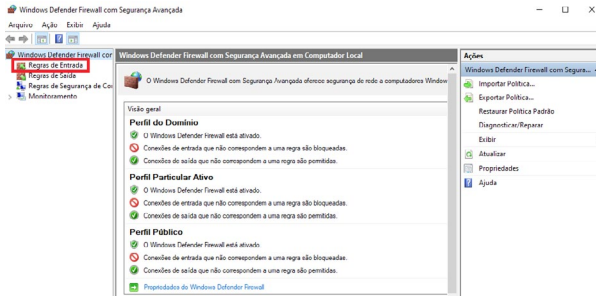 Windows Defender Firewall com Segurança Avançada
Arquivo Ação Exibir Ajuda
Windows Defender Firewall cor
Regras de Entrada
Regras de Saída
Regras de Segurança de Co
Monitoramento
Windows Defender Firewall com Segurança Avançada em Computador Local
O Windows Defender Firewall com Segurança Avançada oferece segurança de rede a computadores Window
Visão geral
Perfil do Domínio
O Windows Defender Firewall está ativado.
Conexões de entrada que não correspondem a uma regra são bloqueadas.
Conexões de saída que não correspondem a uma regra são permitidas.
Perfil Particular Ativo
O Windows Defender Firewall está ativado.
Conexões de entrada que não correspondem a uma regra são bloqueadas.
Conexões de saída que não correspondem a uma regra são permitidas.
Perfil Público
O Windows Defender Firewall está ativado.
Conexões de entrada que não correspondem a uma regra são bloqueadas.
Conexões de saída que não correspondem a uma regra são permitidas.
Propriedades do Windows Defender Firewall
Ações
Windows Defender Firewall com Segura...
Importar Política...
Exportar Política...
Restaurar Política Padrão
Diagnosticar/Reparar
Exibir
Atualizar
Propriedades
Ajuda